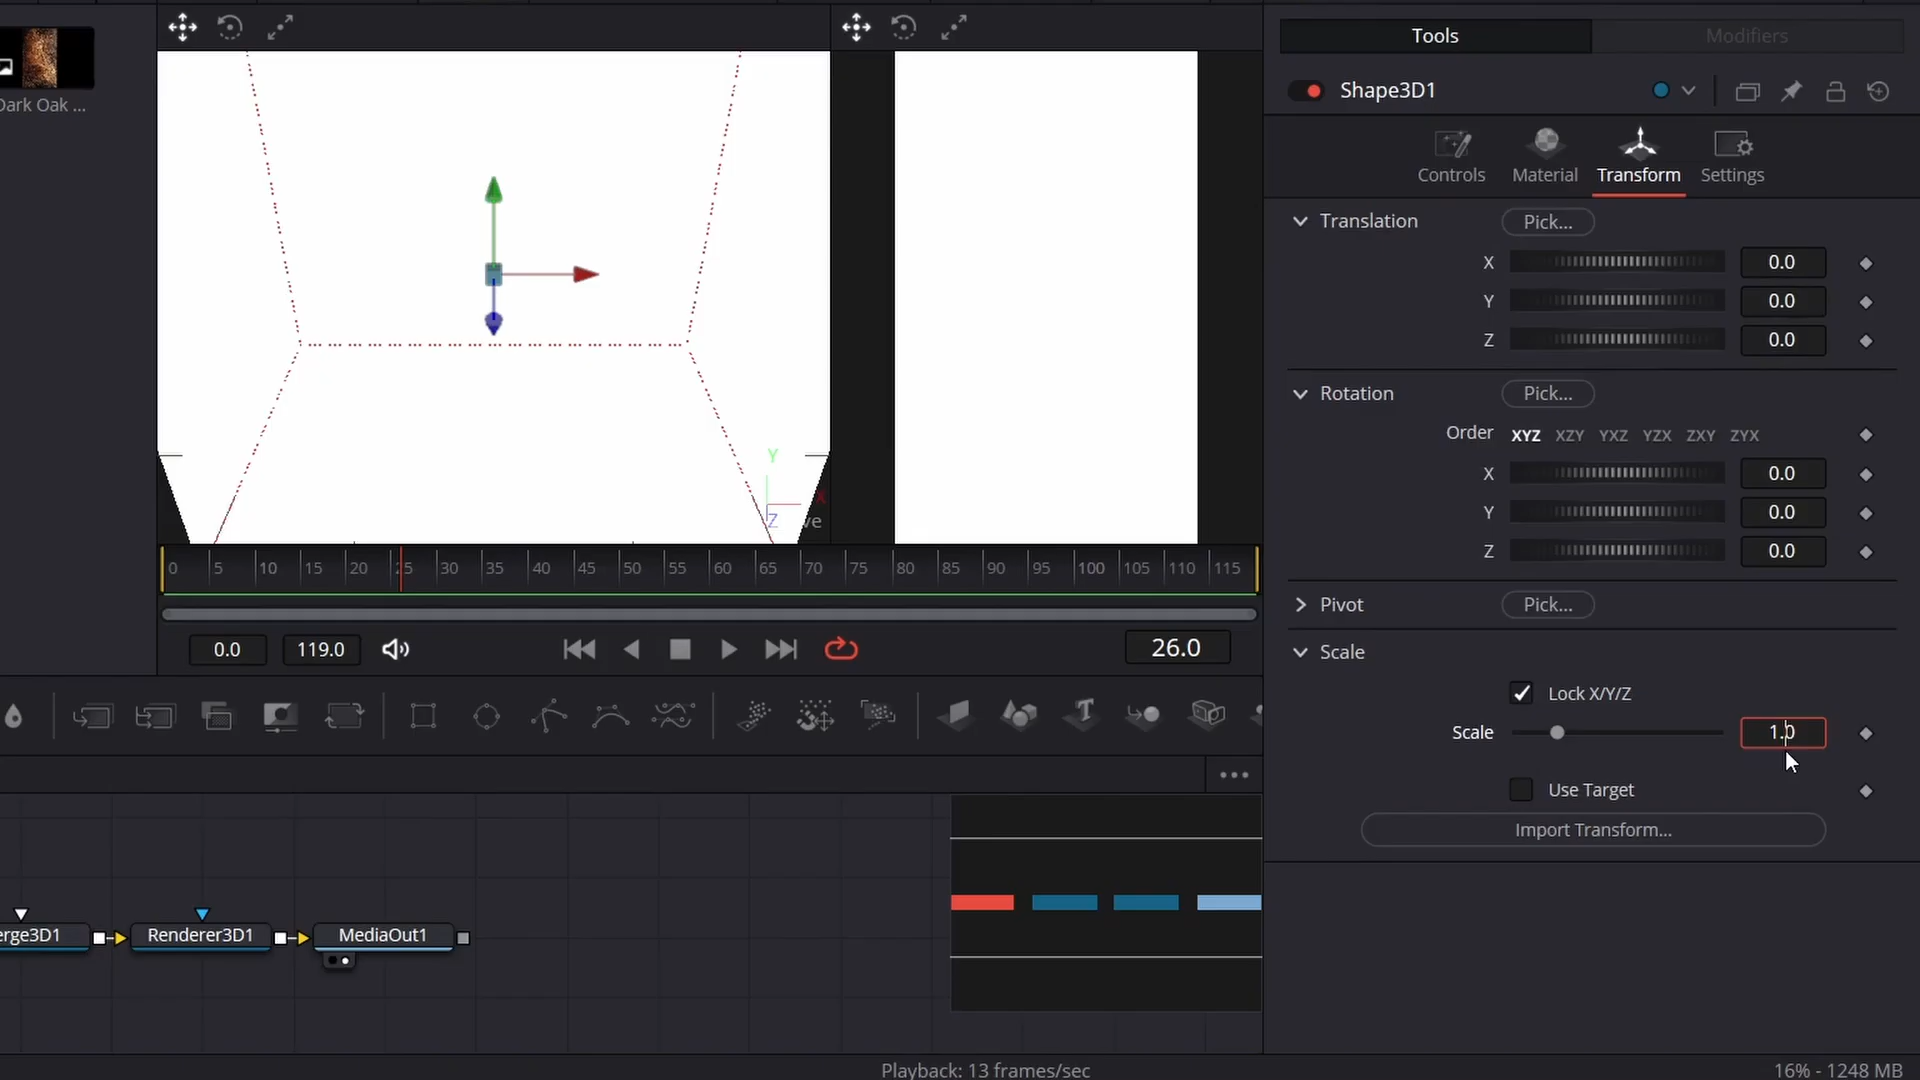 Dark Oak ...
Tools
Modifiers
Shape3D1
Controls
Material
Transform
Settings
Translation
Pick...
X
0.0
Y
0.0
Z
0.0
Rotation
Pick...
Order
XYZ XZY YXZ YZX ZXY ZYX
X
0.0
Y
0.0
Z
0.0
Pivot
Pick...
Scale
Lock X/Y/Z
Scale
1.0
Use Target
Import Transform...
Y
X
Z
ve
0 5 10 15 20 25 30 35 40 45 50 55 60 65 70 75 80 85 90 95 100 105 110 115
0.0
119.0
26.0
T
erge3D1
Renderer3D1
MediaOut1
Playback: 13 frames/sec
16% - 1248 MB